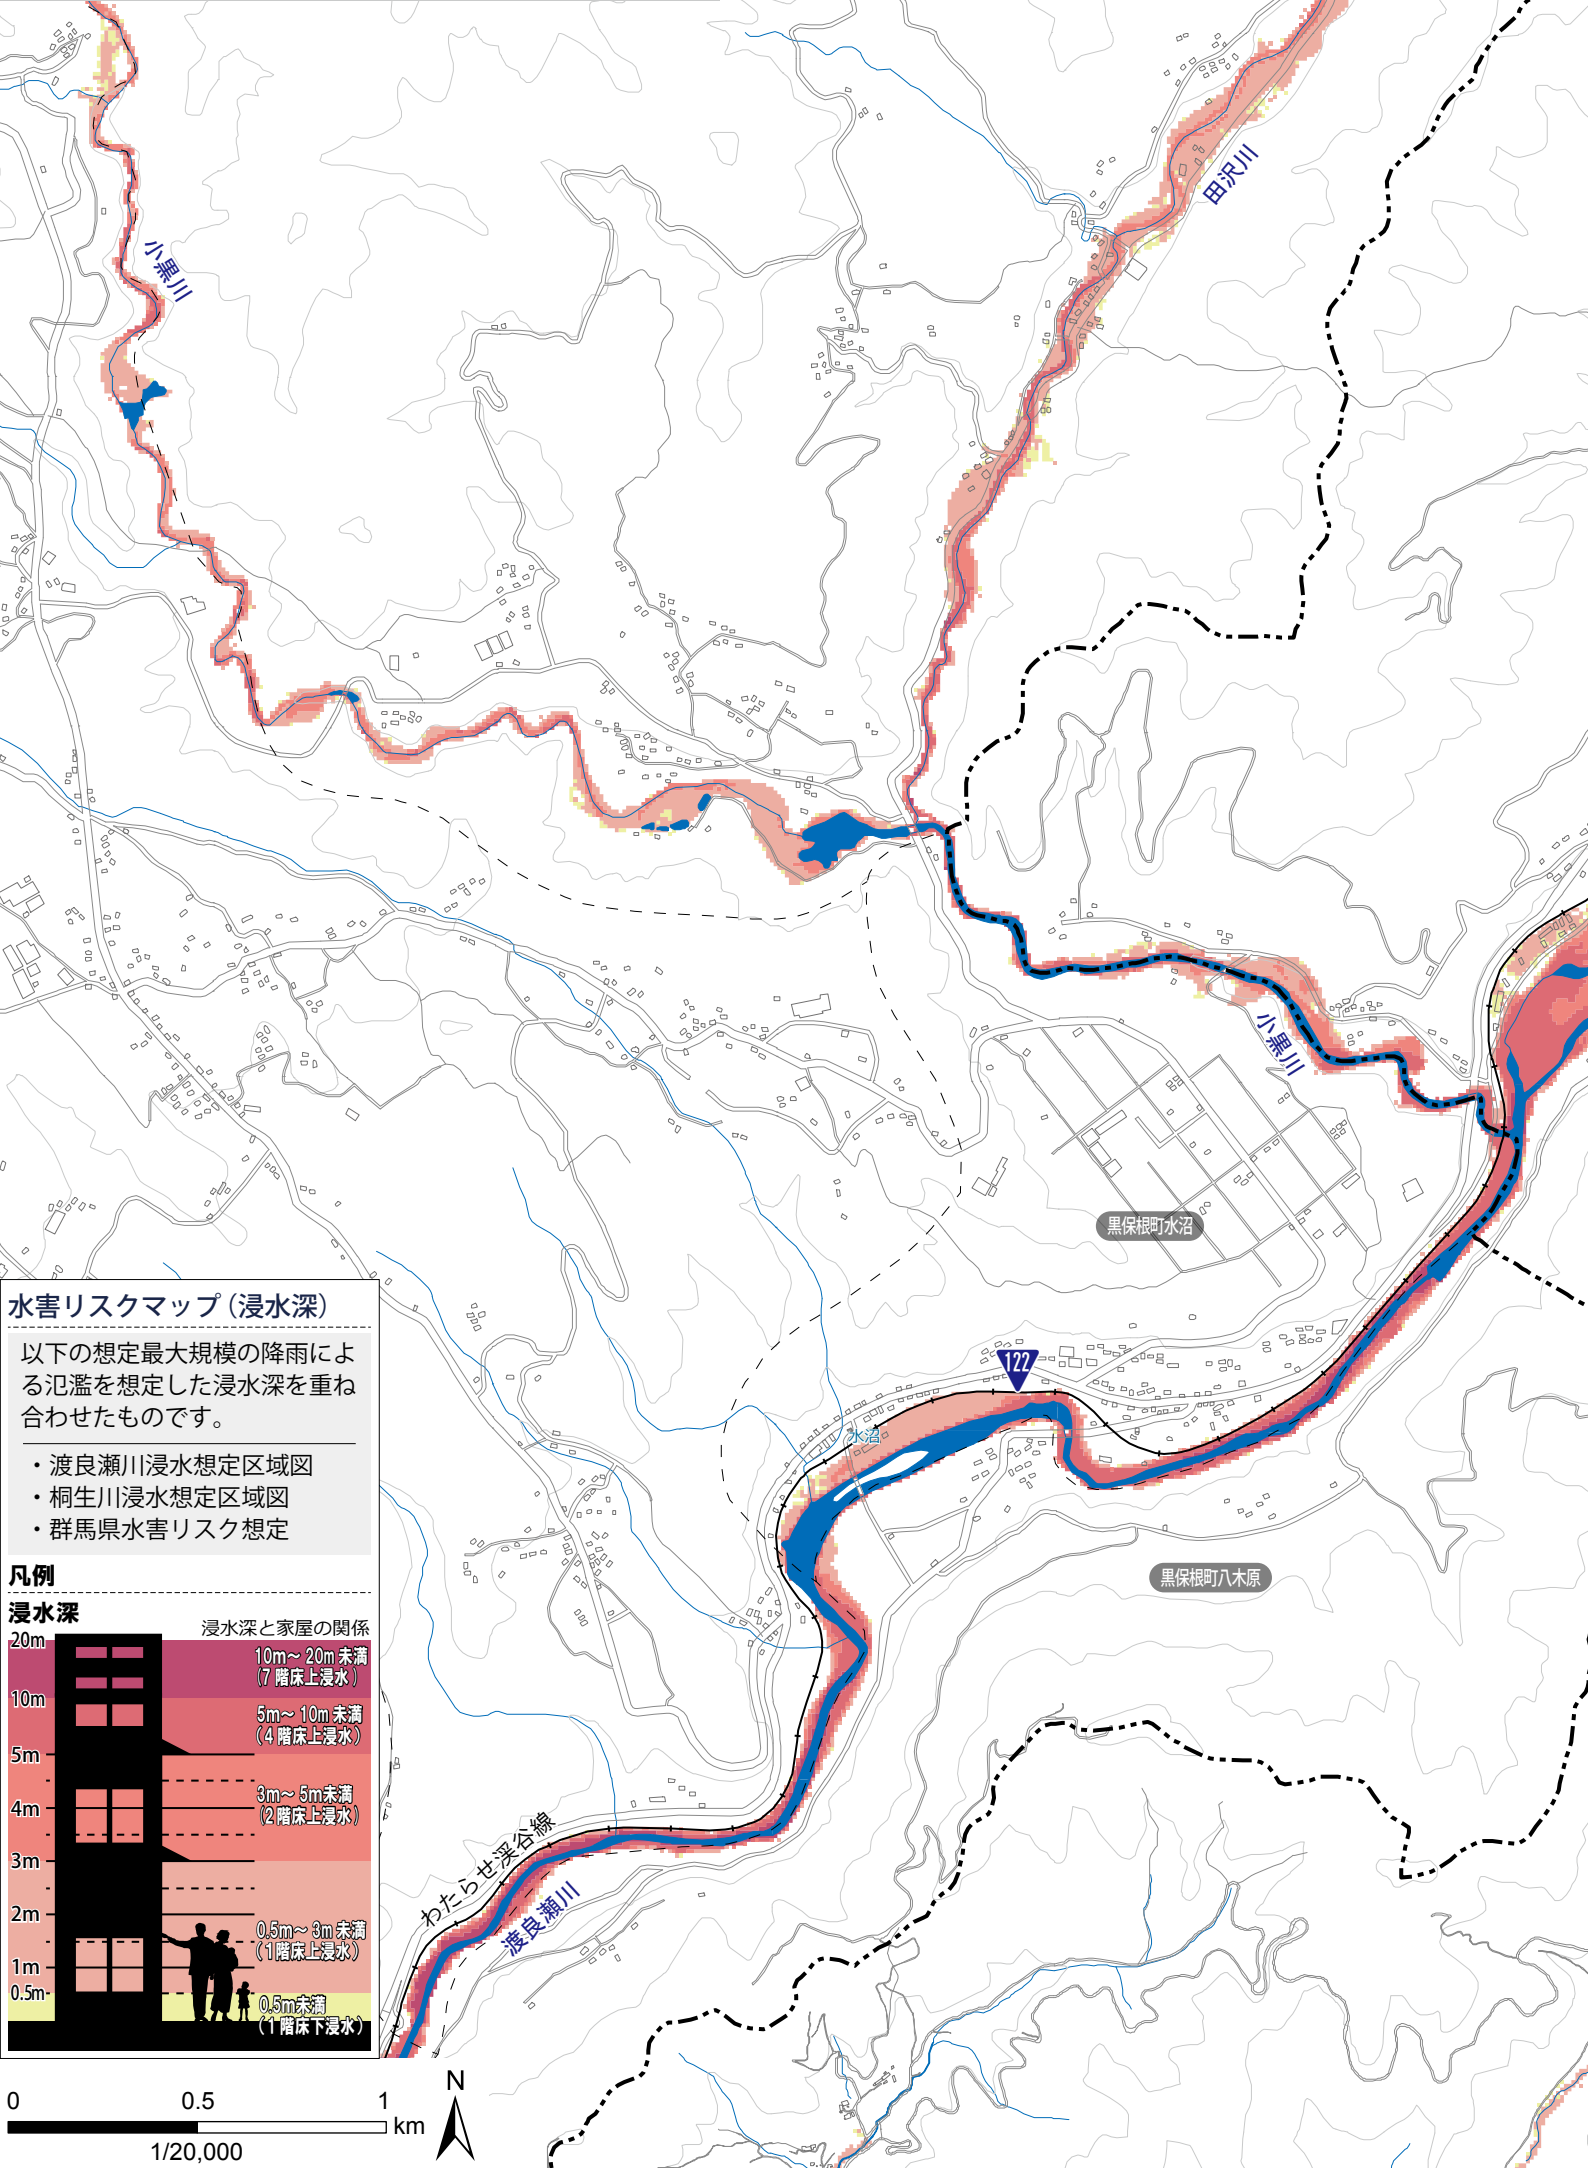 田沢川
小黒川
小黒川
黒保根町水沼
122
水沼
黒保根町八木原
わたらせ渓谷線
渡良瀬川
水害リスクマップ（浸水深）
以下の想定最大規模の降雨によ
る氾濫を想定した浸水深を重ね
合わせたものです。
・渡良瀬川浸水想定区域図
・桐生川浸水想定区域図
・群馬県水害リスク想定
凡例
浸水深
浸水深と家屋の関係
20m
10m～20m未満
（7階床上浸水）
10m
5m～10m未満
（4階床上浸水）
5m
3m～5m未満
（2階床上浸水）
4m
3m
2m
0.5m～3m未満
（1階床上浸水）
1m
0.5m
0.5m未満
（1階床下浸水）
0 0.5 1
km
1/20,000
N